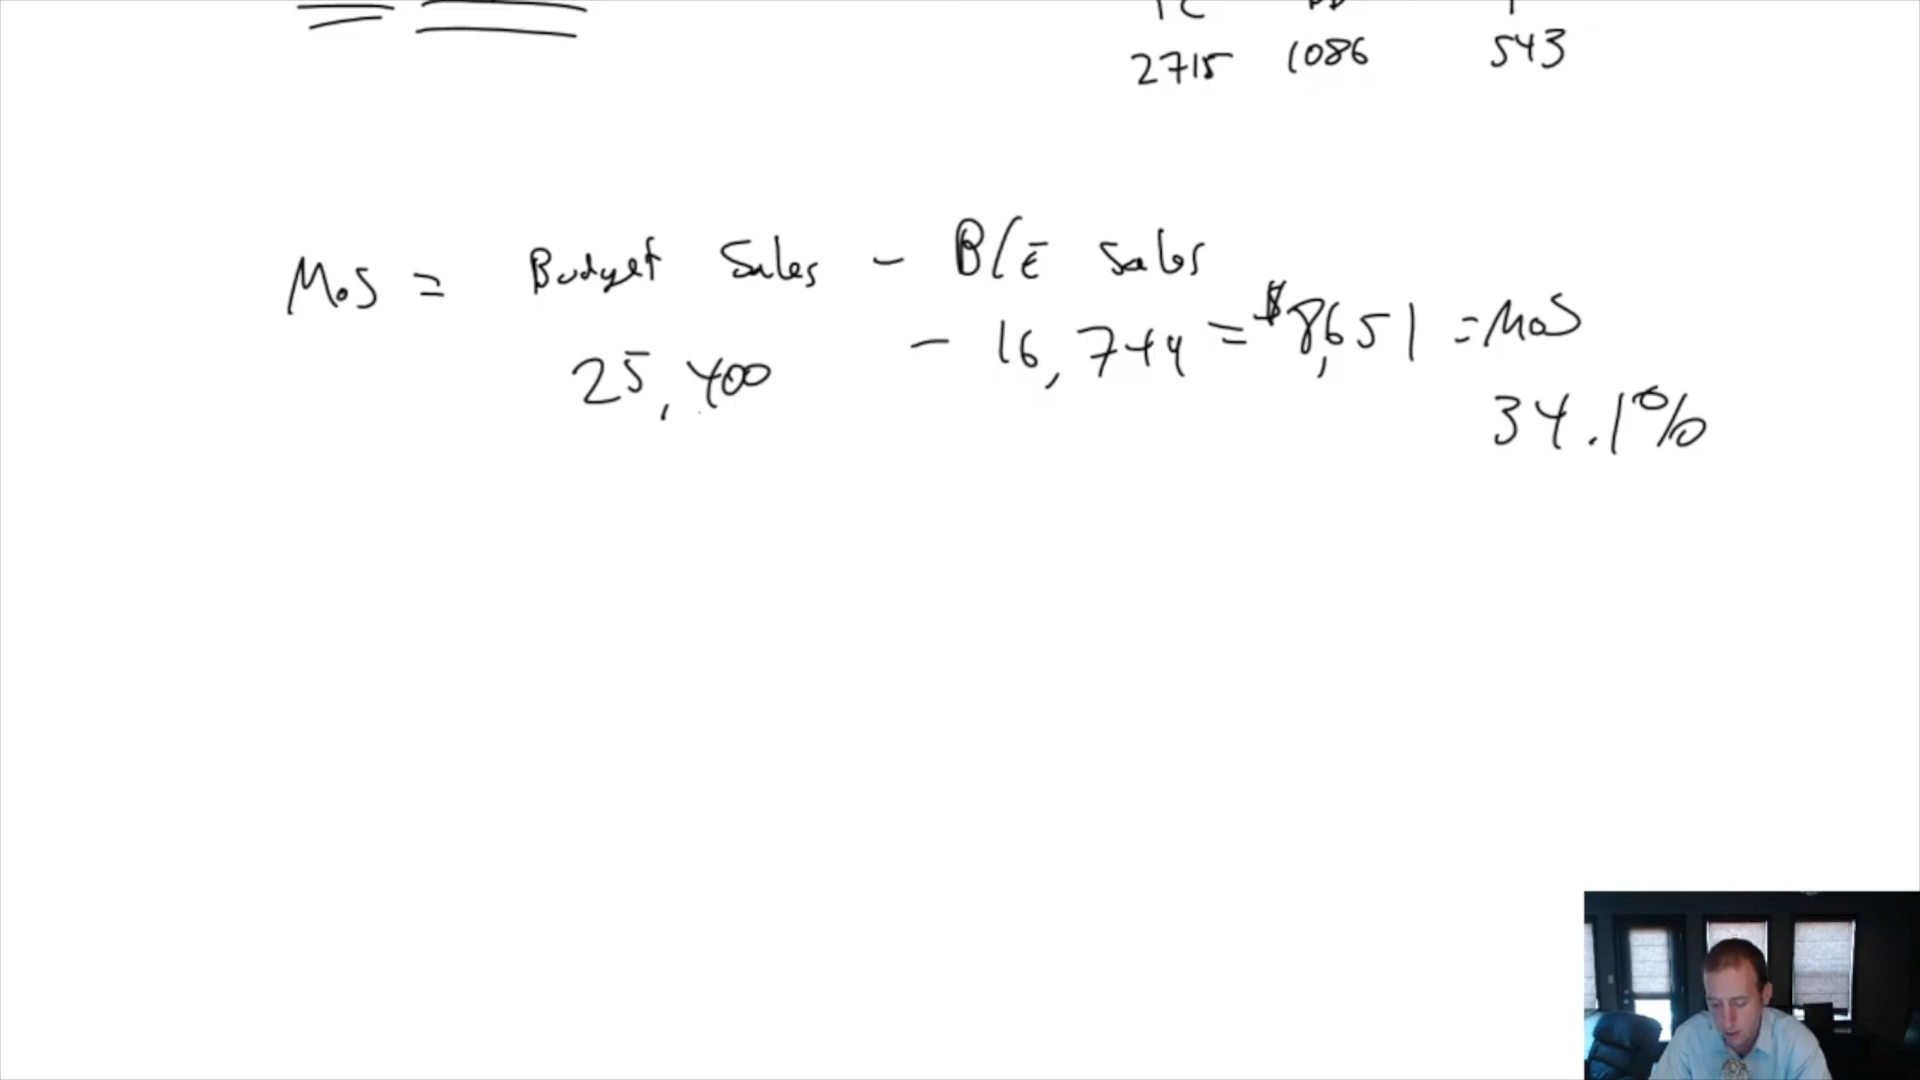 2715 1086 543
MoS = Budget Sales - B/E Sales
25,400 - 16,744 = $8,651 = MoS
34.1%